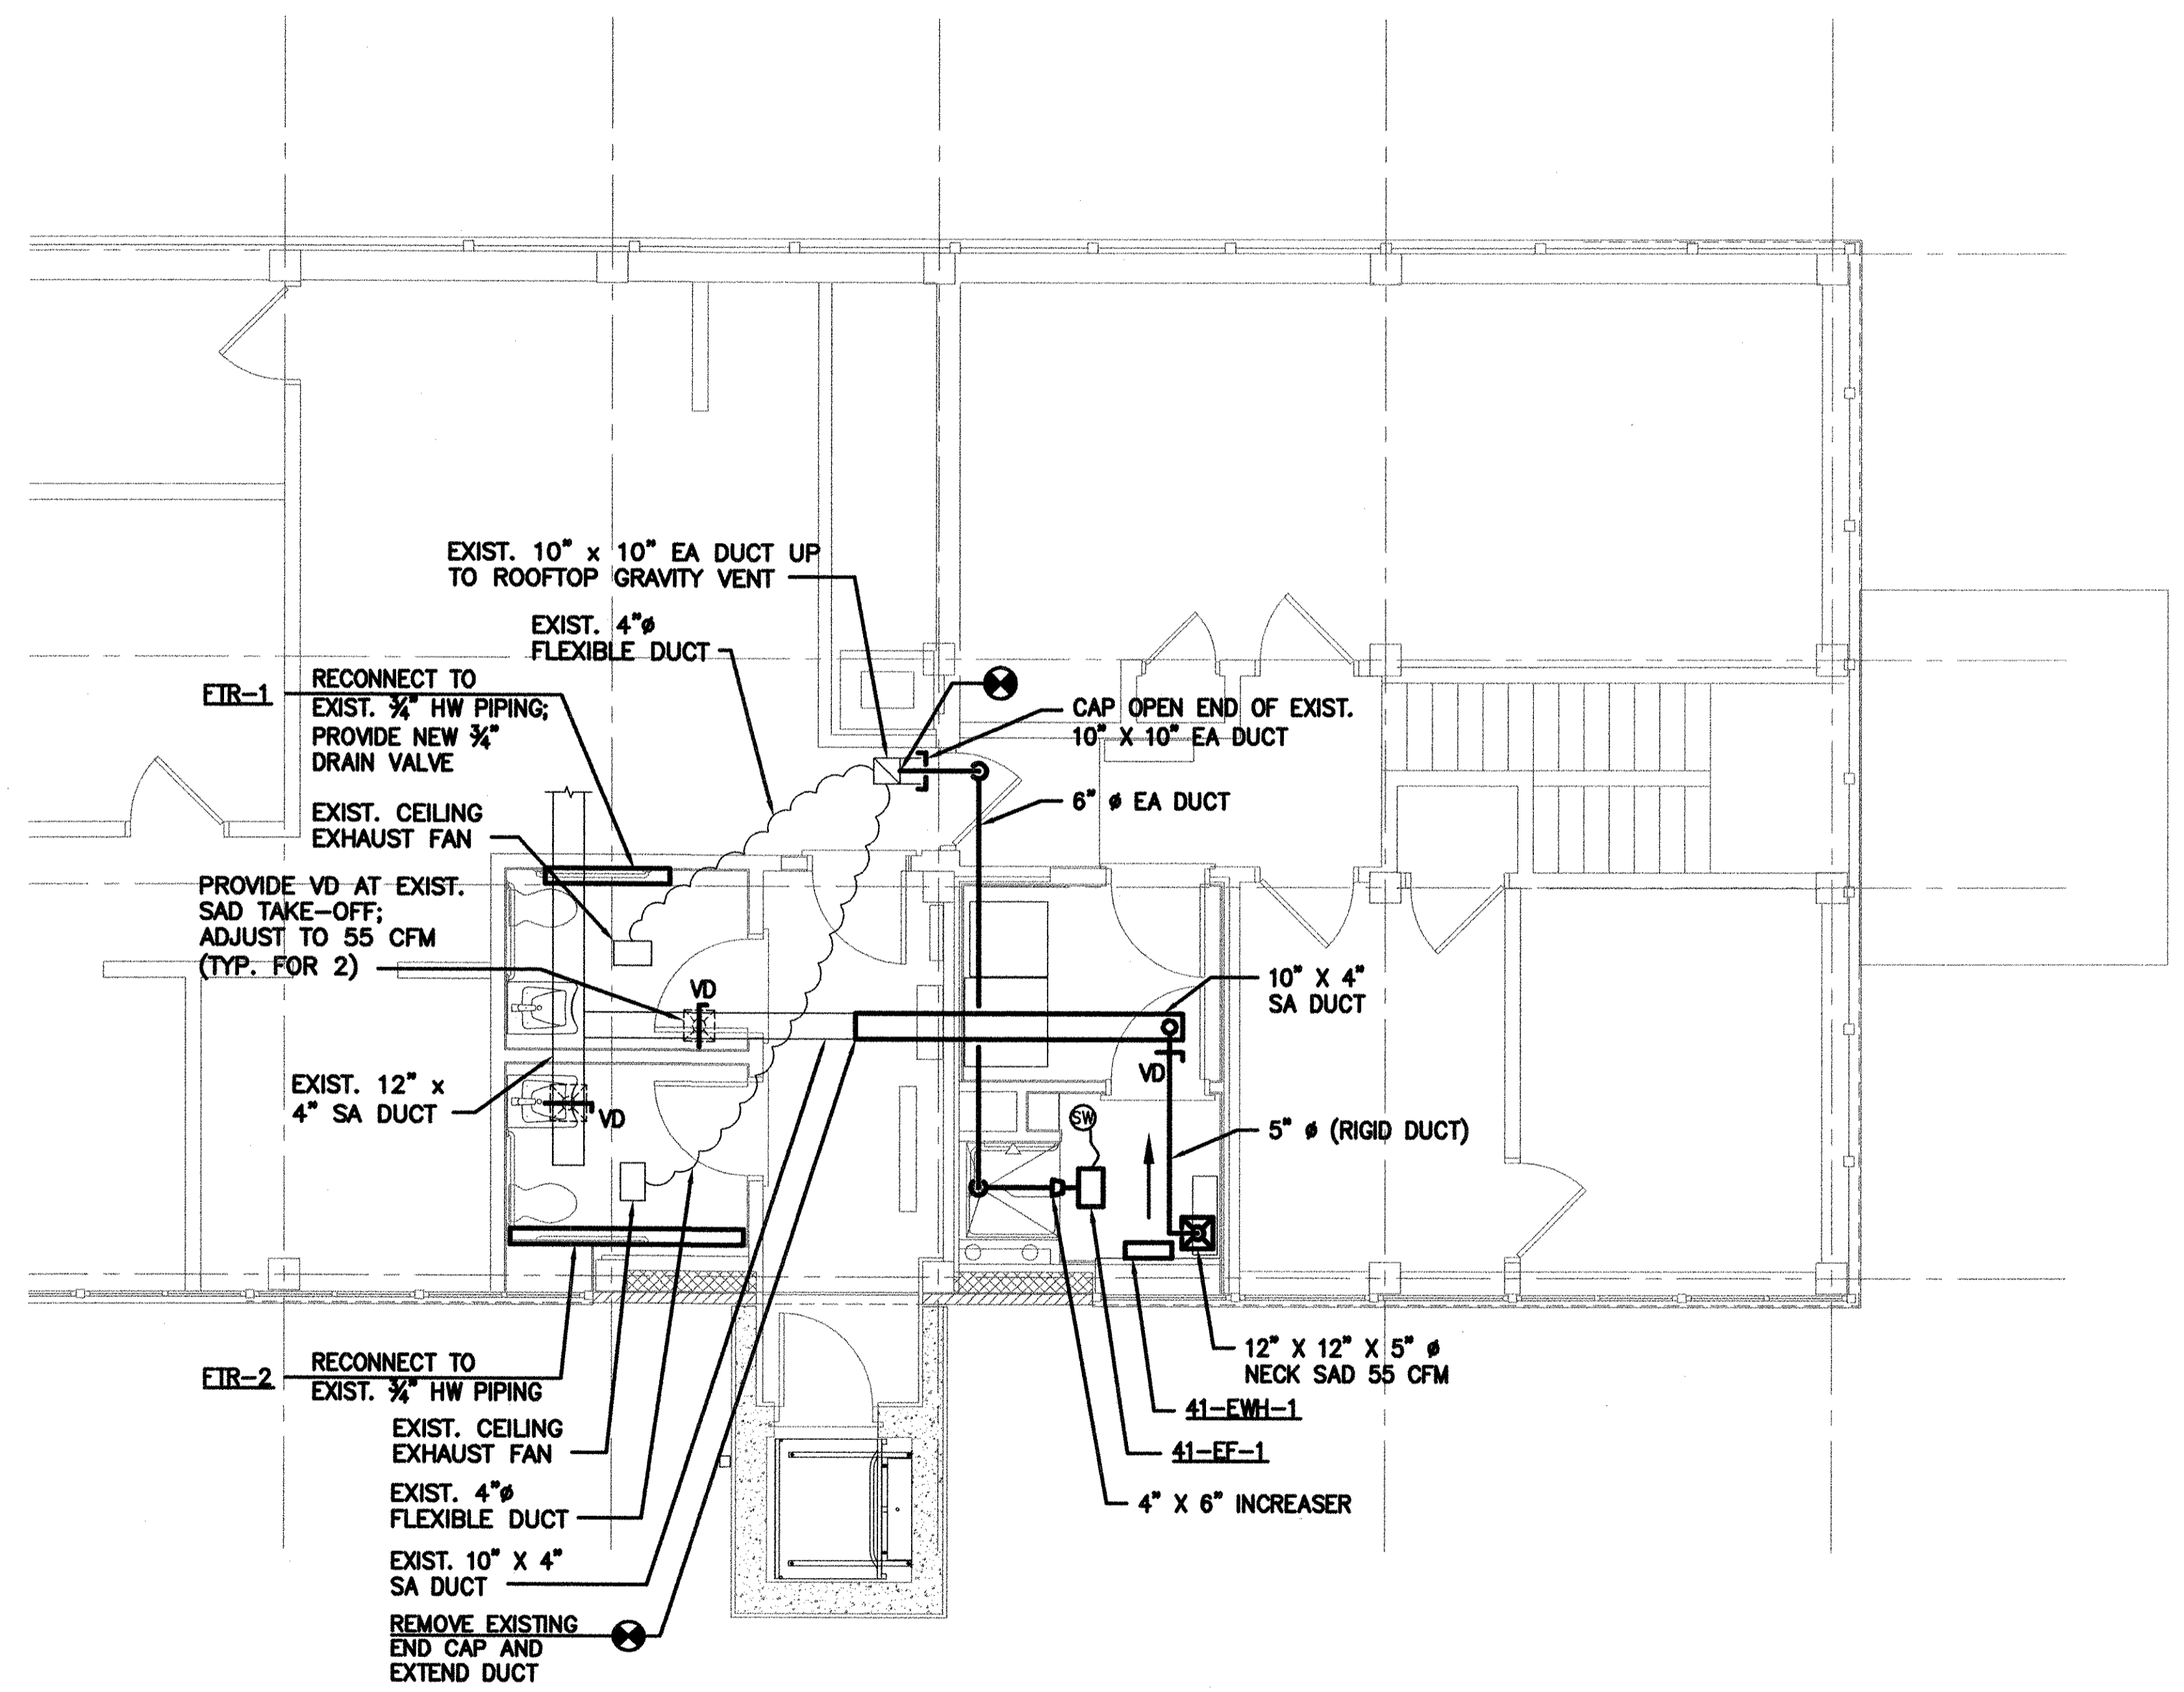 EXIST. 10" x 10" EA DUCT UP
TO ROOFTOP GRAVITY VENT
EXIST. 4"ø
FLEXIBLE DUCT
FTR-1
RECONNECT TO
EXIST. ¾" HW PIPING;
PROVIDE NEW ¾"
DRAIN VALVE
CAP OPEN END OF EXIST.
10" X 10" EA DUCT
6" ø EA DUCT
EXIST. CEILING
EXHAUST FAN
PROVIDE VD AT EXIST.
SAD TAKE-OFF;
ADJUST TO 55 CFM
(TYP. FOR 2)
VD
10" X 4"
SA DUCT
VD
EXIST. 12" x
4" SA DUCT
VD
SW
5" ø (RIGID DUCT)
12" X 12" X 5" ø
NECK SAD 55 CFM
FTR-2
RECONNECT TO
EXIST. ¾" HW PIPING
41-EWH-1
EXIST. CEILING
EXHAUST FAN
41-EF-1
EXIST. 4"ø
FLEXIBLE DUCT
4" X 6" INCREASER
EXIST. 10" X 4"
SA DUCT
REMOVE EXISTING
END CAP AND
EXTEND DUCT